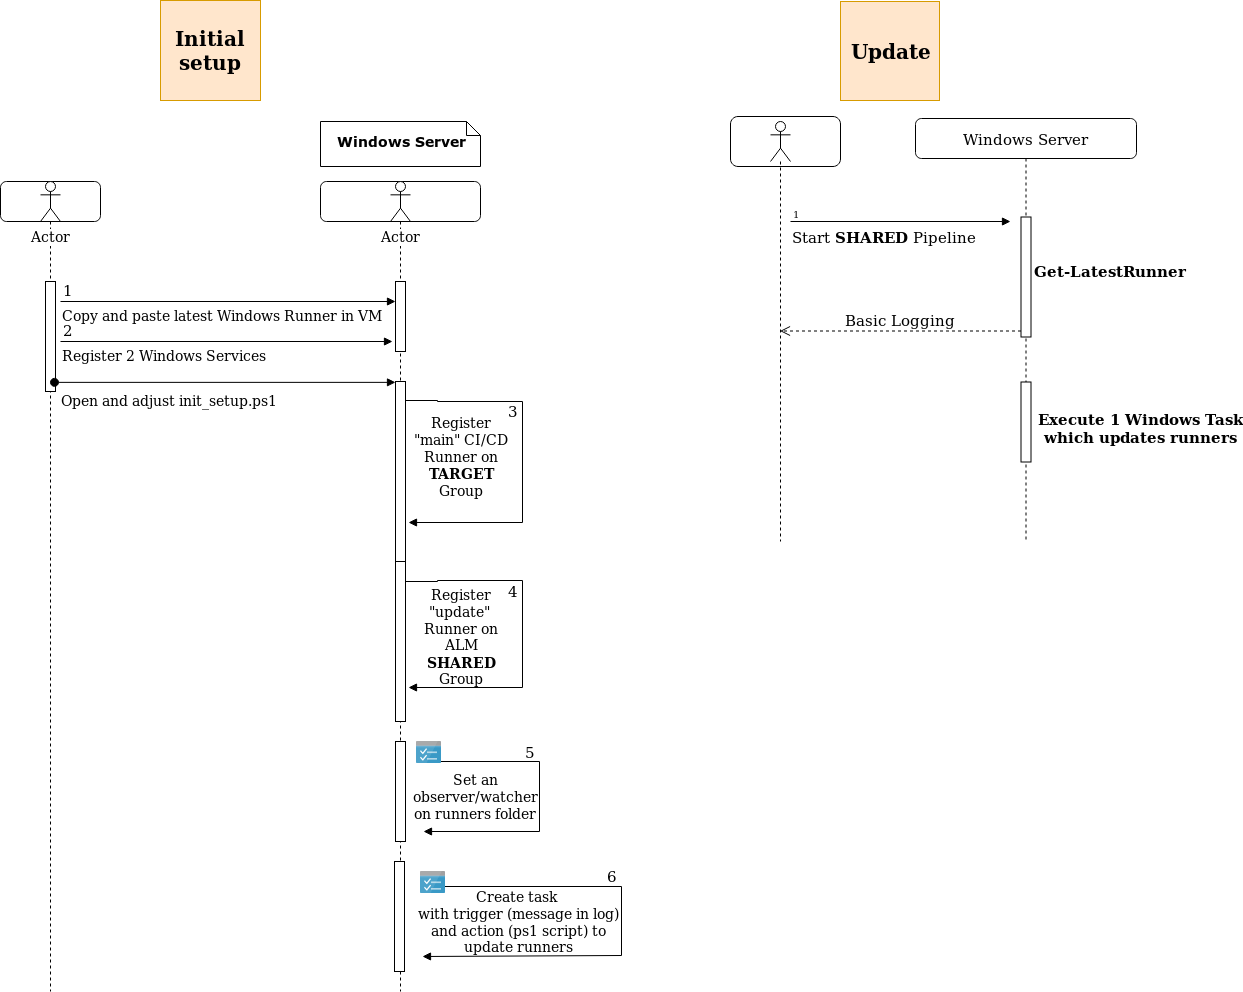 Initial
setup
Windows Server
Actor
Actor
1
Copy and paste latest Windows Runner in VM
2
Register 2 Windows Services
Open and adjust init_setup.ps1
3
Register
"main" CI/CD
Runner on
TARGET
Group
4
Register
"update"
Runner on
ALM
SHARED
Group
5
Set an
observer/watcher
on runners folder
6
Create task
with trigger (message in log)
and action (ps1 script) to
update runners
Update
Windows Server
1
Start SHARED Pipeline
Get-LatestRunner
Basic Logging
Execute 1 Windows Task
which updates runners